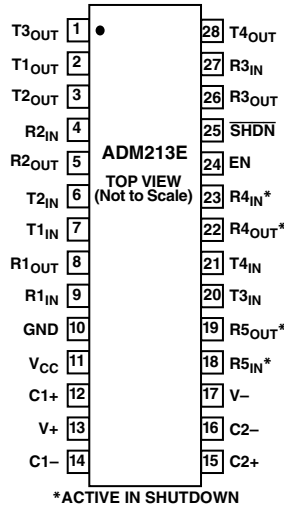 T3OUT 1 28 T4OUT
T1OUT 2 27 R3IN
T2OUT 3 26 R3OUT
R2IN 4 25 SHDN
R2OUT 5 ADM213E 24 EN
TOP VIEW
(Not to Scale)
T2IN 6 23 R4IN*
T1IN 7 22 R4OUT*
R1OUT 8 21 T4IN
R1IN 9 20 T3IN
GND 10 19 R5OUT*
VCC 11 18 R5IN*
C1+ 12 17 V–
V+ 13 16 C2–
C1– 14 15 C2+
*ACTIVE IN SHUTDOWN